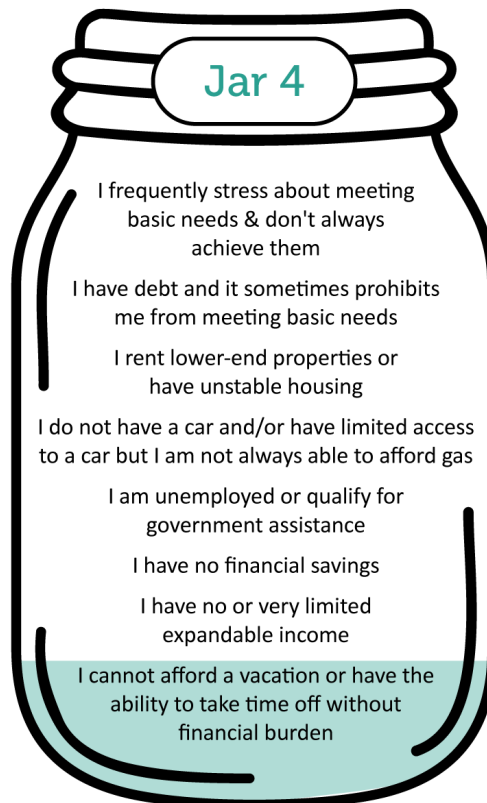 Jar 4
I frequently stress about meeting
basic needs & don't always
achieve them
I have debt and it sometimes prohibits
me from meeting basic needs
I rent lower-end properties or
have unstable housing
I do not have a car and/or have limited access
to a car but I am not always able to afford gas
I am unemployed or qualify for
government assistance
I have no financial savings
I have no or very limited
expandable income
I cannot afford a vacation or have the
ability to take time off without
financial burden